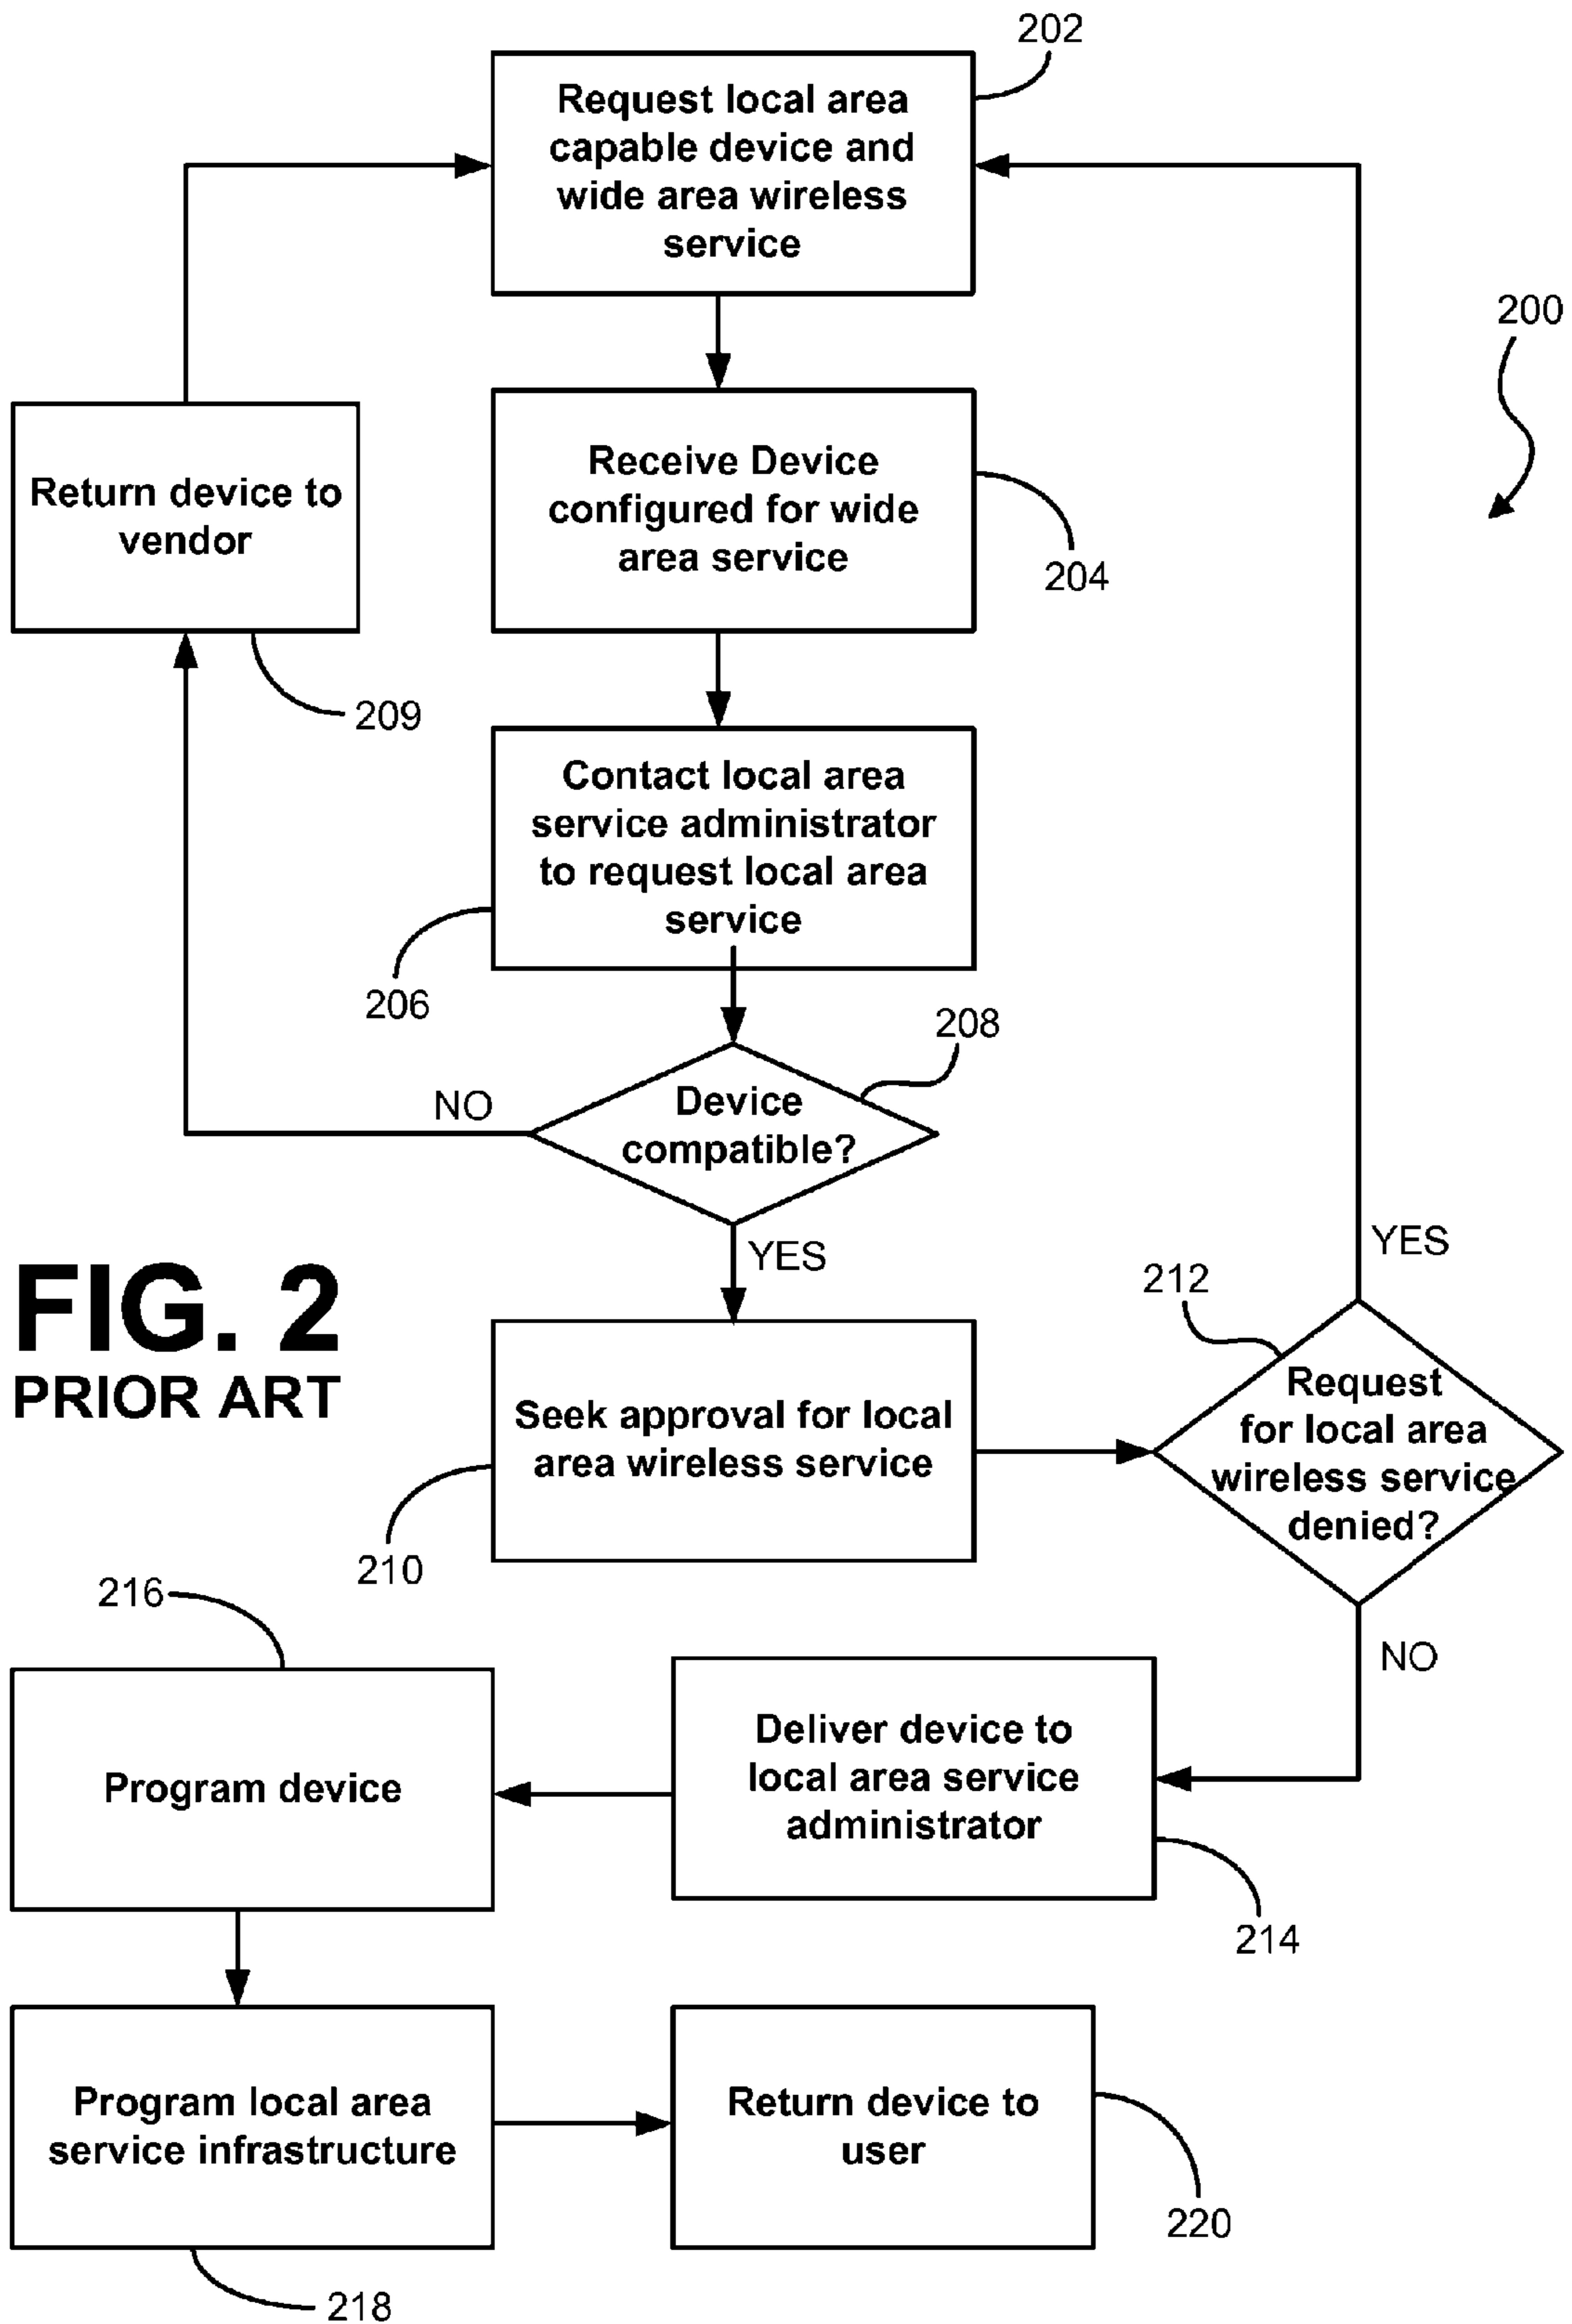 202
Request local area
capable device and
wide area wireless
service
200
Return device to
vendor
209
Receive Device
configured for wide
area service
204
Contact local area
service administrator
to request local area
service
206
208
Device
compatible?
NO
YES
FIG. 2
PRIOR ART
Seek approval for local
area wireless service
210
212
YES
Request
for local area
wireless service
denied?
NO
216
Program device
Deliver device to
local area service
administrator
214
Program local area
service infrastructure
218
Return device to
user
220